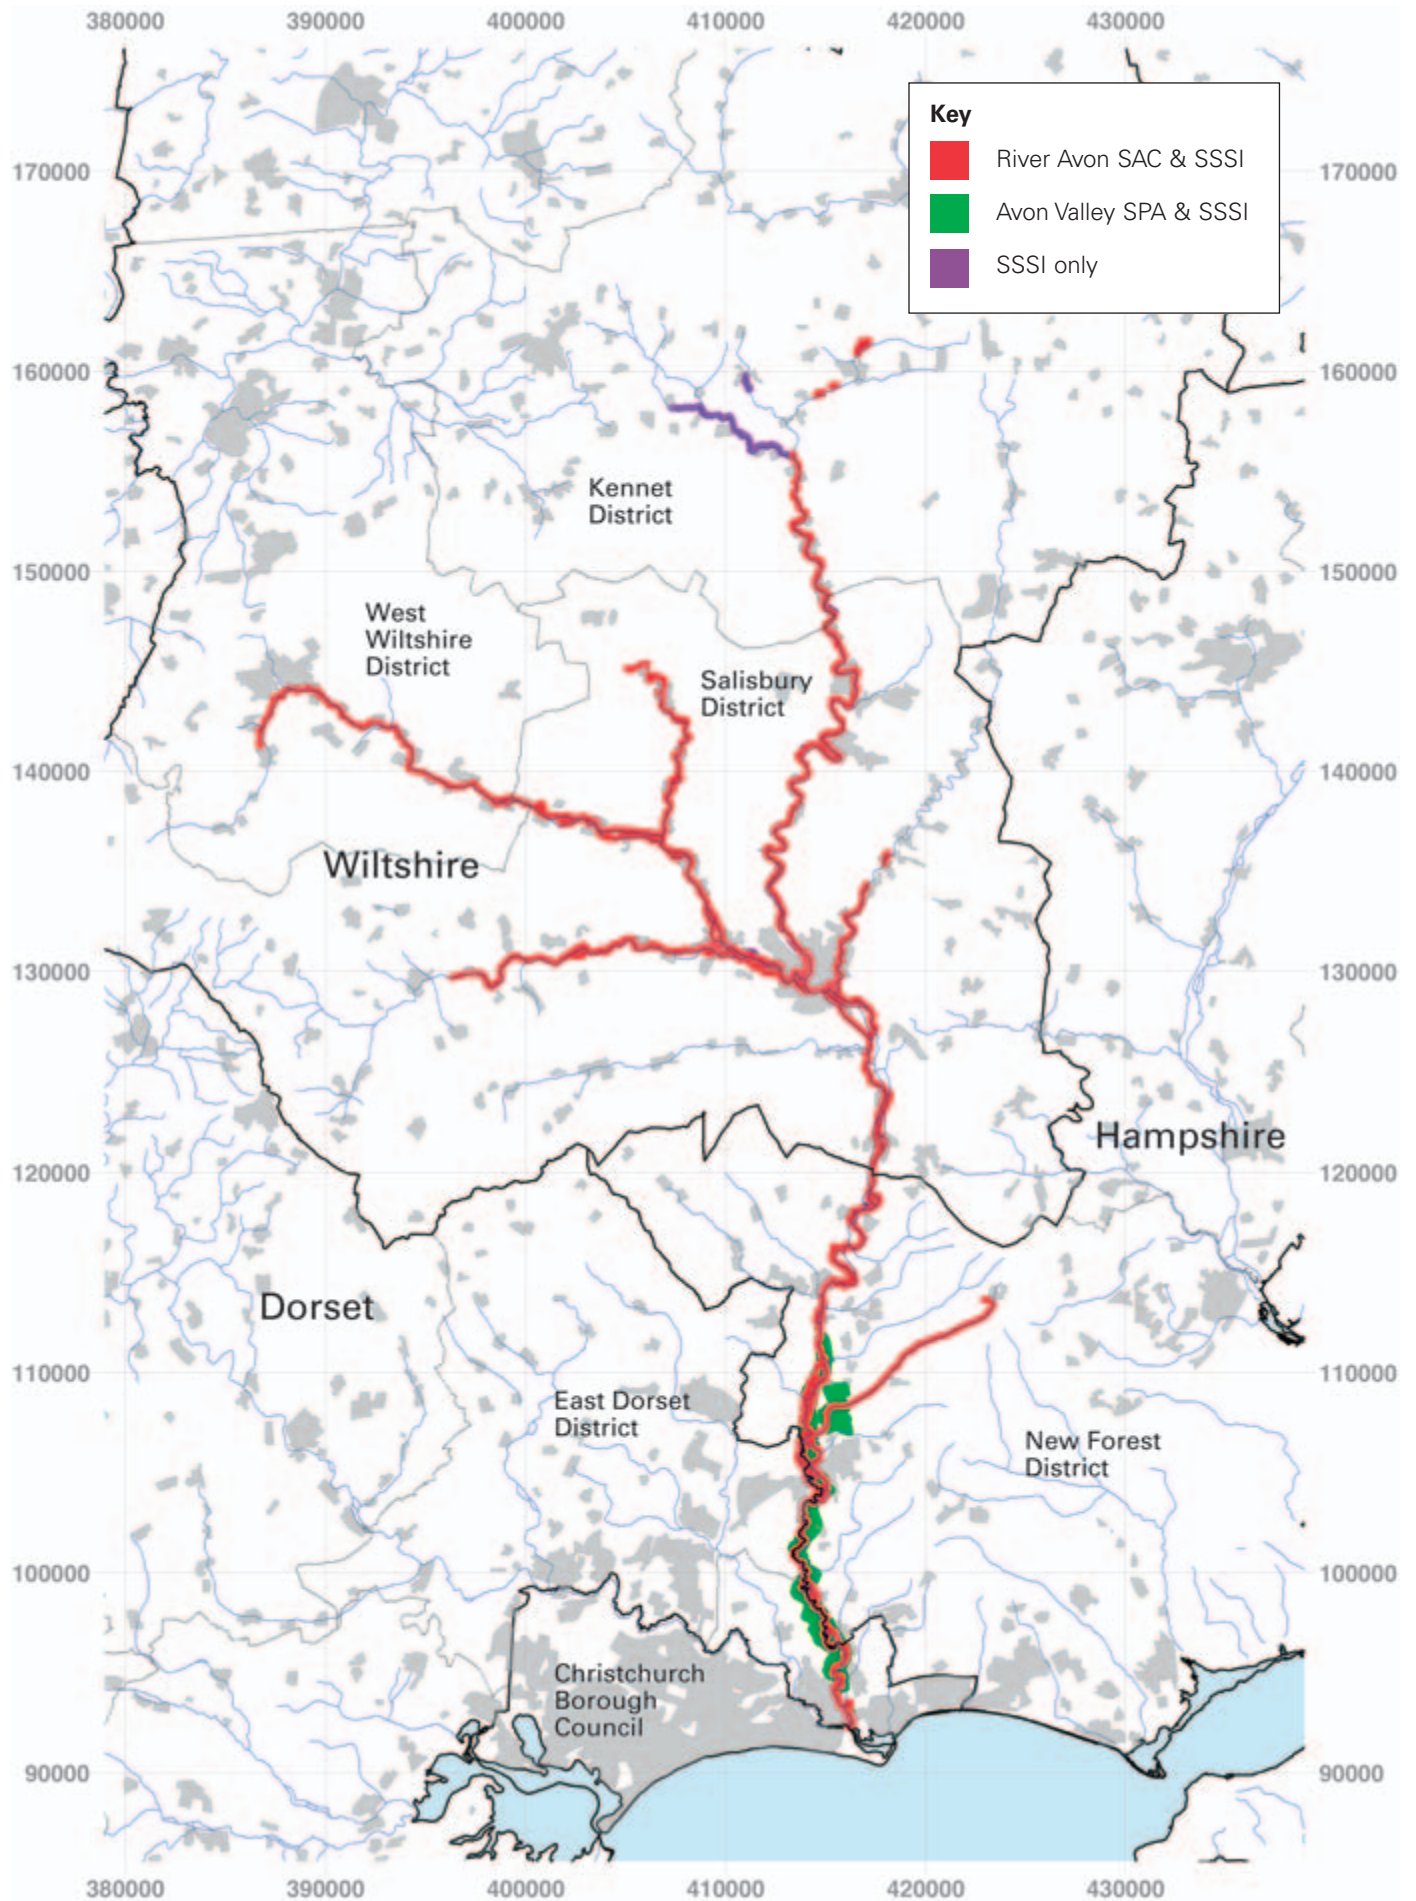 380000 390000 400000 410000 420000 430000
Key
River Avon SAC & SSSI
170000 170000
Avon Valley SPA & SSSI
SSSI only
160000 160000
Kennet
District
150000 150000
West
Wiltshire
District
Salisbury
District
140000 140000
Wiltshire
130000 130000
Hampshire
120000 120000
Dorset
110000 110000
East Dorset
District
New Forest
District
100000 100000
Christchurch
Borough
Council
90000 90000
380000 390000 400000 410000 420000 430000